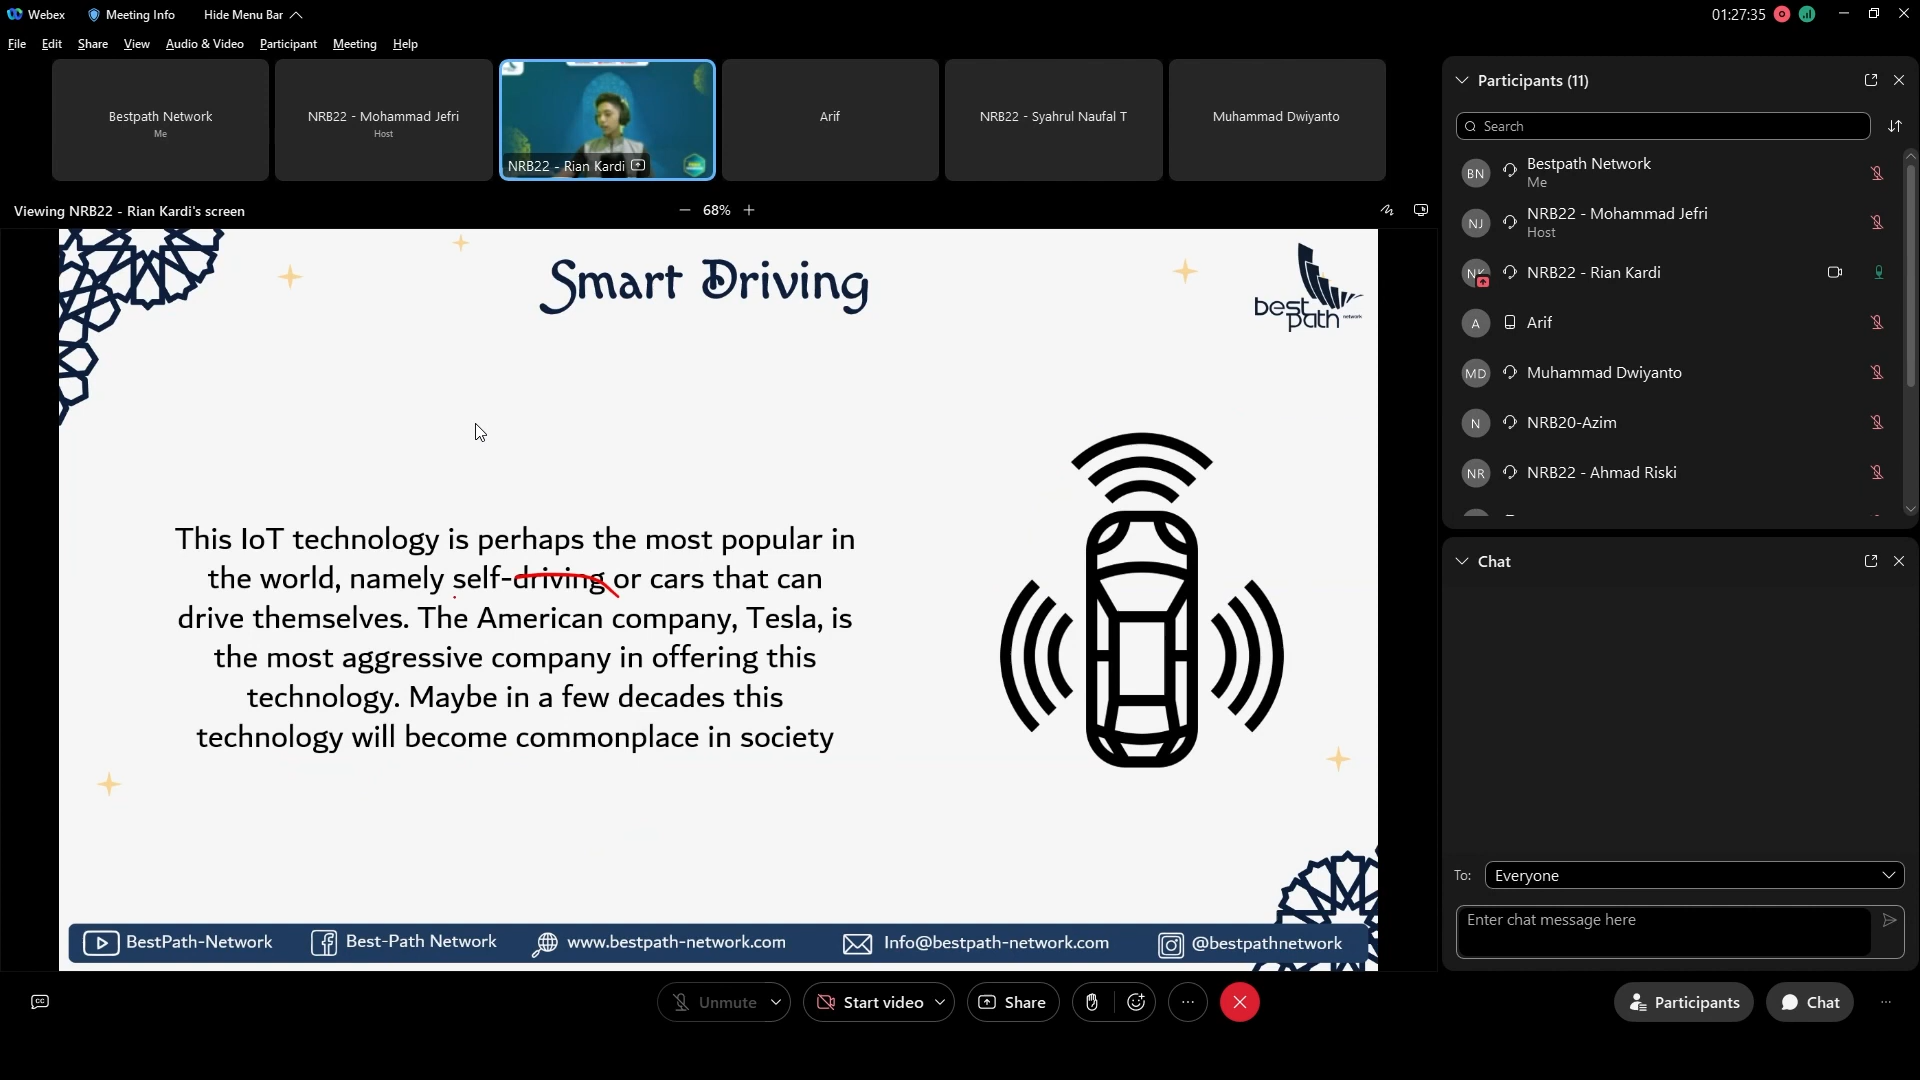 Webex
Meeting Info
Hide Menu Bar
01:27:35
File Edit Share View Audio & Video Participant Meeting Help
Bestpath Network
Me
NRB22 - Mohammad Jefri
Host
NRB22 - Rian Kardi
Arif
NRB22 - Syahrul Naufal T
Muhammad Dwiyanto
Viewing NRB22 - Rian Kardi's screen
68%
Smart Driving
best
path
network
This IoT technology is perhaps the most popular in
the world, namely self-driving or cars that can
drive themselves. The American company, Tesla, is
the most aggressive company in offering this
technology. Maybe in a few decades this
technology will become commonplace in society
BestPath-Network
Best-Path Network
www.bestpath-network.com
Info@bestpath-network.com
@bestpathnetwork
Participants (11)
Search
BN
Bestpath Network
Me
NJ
NRB22 - Mohammad Jefri
Host
NK
NRB22 - Rian Kardi
A
Arif
MD
Muhammad Dwiyanto
N
NRB20-Azim
NR
NRB22 - Ahmad Riski
Chat
To:
Everyone
Enter chat message here
CC
Unmute
Start video
Share
Participants
Chat